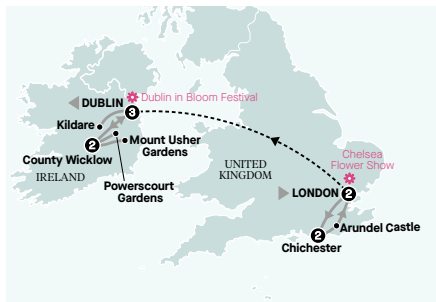 DUBLIN
3
Dublin in Bloom Festival
Kildare
2
County Wicklow
Mount Usher
Gardens
IRELAND
Powerscourt
Gardens
UNITED
KINGDOM
Chelsea
Flower Show
LONDON
2
Arundel Castle
2
Chichester